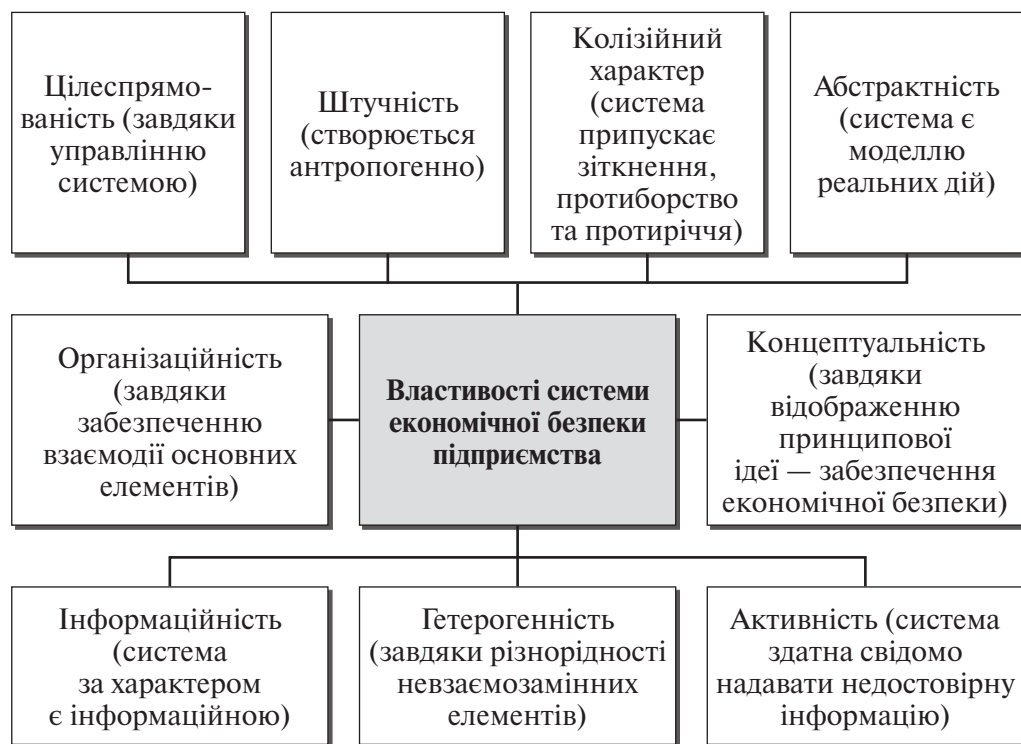 Цілеспрямо-
ваність (завдяки
управлінню
системою)
Штучність
(створюється
антропогенно)
Колізійний
характер
(система
припускає
зіткнення,
протиборство
та протиріччя)
Абстрактність
(система є
моделлю
реальних дій)
Організаційність
(завдяки
забезпеченню
взаємодії основних
елементів)
Властивості системи
економічної безпеки
підприємства
Концептуальність
(завдяки
відображенню
принципової
ідеї — забезпечення
економічної безпеки)
Інформаційність
(система
за характером
є інформаційною)
Гетерогенність
(завдяки різнорідності
невзаємозамінних
елементів)
Активність (система
здатна свідомо
надавати недостовірну
інформацію)